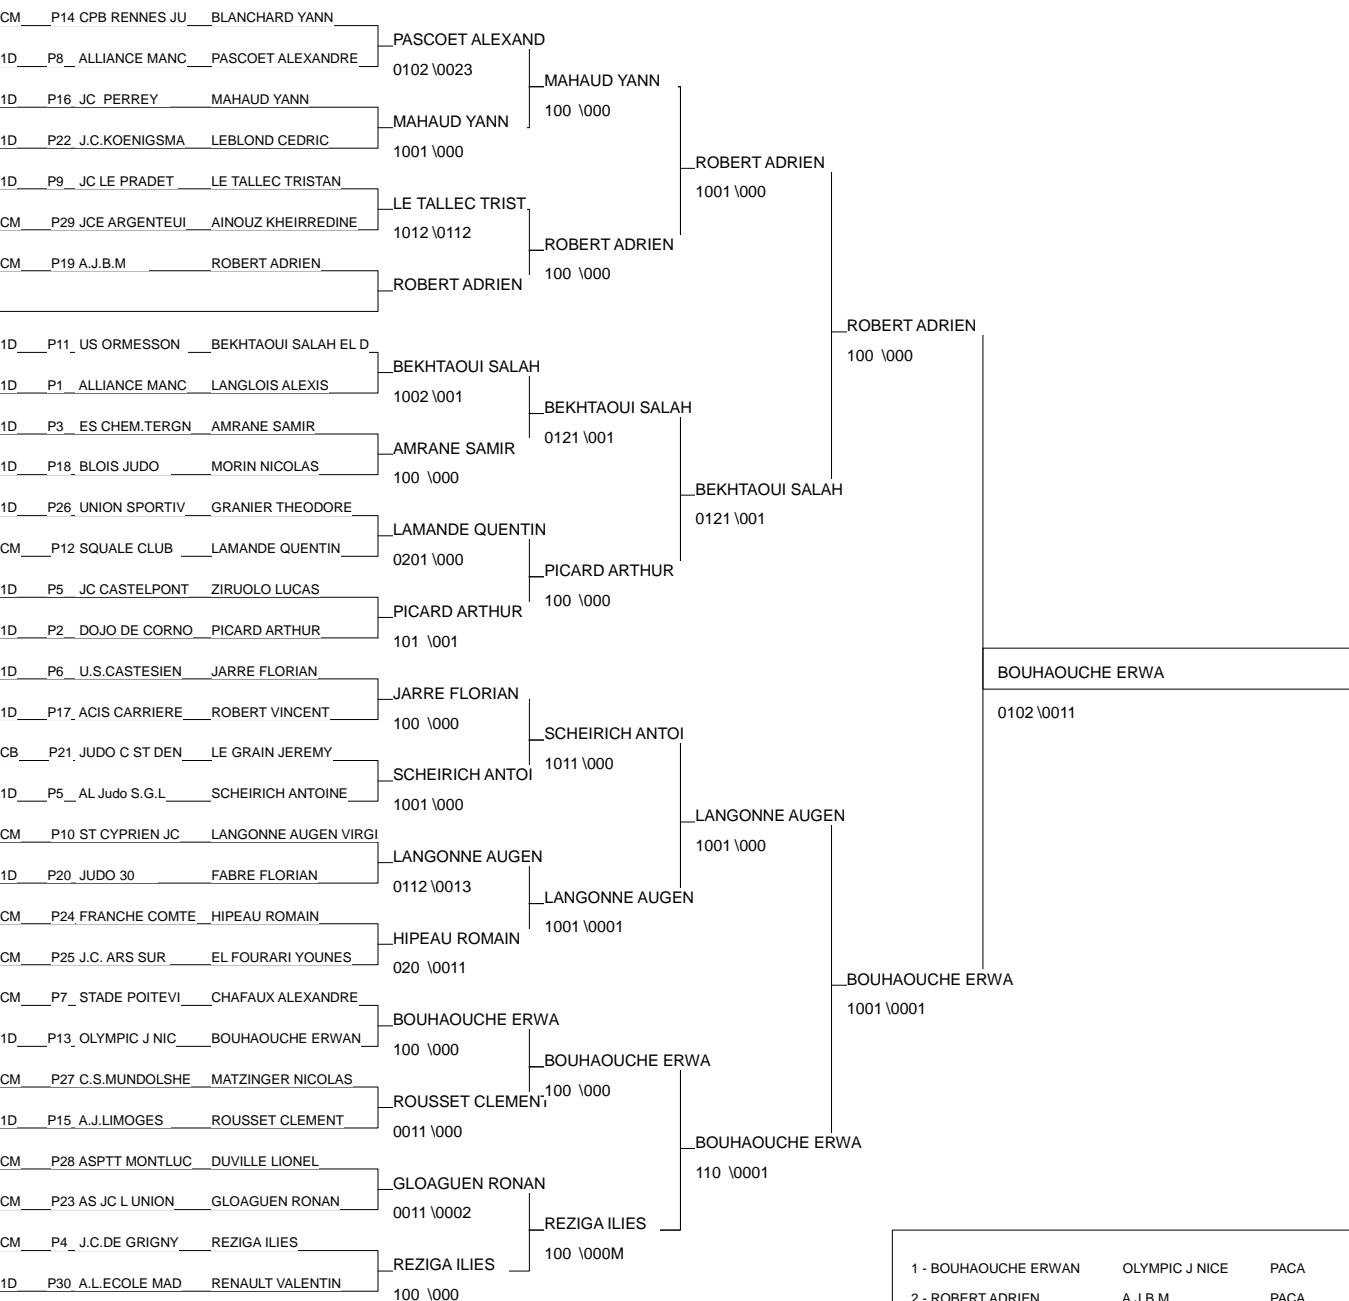 CM P14 CPB RENNES JU BLANCHARD YANN
PASCOET ALEXAND
1D P8 ALLIANCE MANC PASCOET ALEXANDRE
0102 \0023
MAHAUD YANN
1D P16 JC PERREY MAHAUD YANN
100 \000
MAHAUD YANN
1D P22 J.C.KOENIGSMA LEBLOND CEDRIC
1001 \000
ROBERT ADRIEN
1D P9 JC LE PRADET LE TALLEC TRISTAN
1001 \000
LE TALLEC TRIST
CM P29 JCE ARGENTEUI AINOUZ KHEIRREDINE
1012 \0112
ROBERT ADRIEN
CM P19 A.J.B.M ROBERT ADRIEN
100 \000
ROBERT ADRIEN
ROBERT ADRIEN
1D P11 US ORMESSON BEKHTAOUI SALAH EL D
100 \000
BEKHTAOUI SALAH
1D P1 ALLIANCE MANC LANGLOIS ALEXIS
1002 \001
BEKHTAOUI SALAH
1D P3 ES CHEM.TERGN AMRANE SAMIR
0121 \001
AMRANE SAMIR
1D P18 BLOIS JUDO MORIN NICOLAS
100 \000
BEKHTAOUI SALAH
1D P26 UNION SPORTIV GRANIER THEODORE
0121 \001
LAMANDE QUENTIN
CM P12 SQUALE CLUB LAMANDE QUENTIN
0201 \000
PICARD ARTHUR
1D P5 JC CASTELPONT ZIRUOLO LUCAS
100 \000
PICARD ARTHUR
1D P2 DOJO DE CORNO PICARD ARTHUR
101 \001
1D P6 U.S.CASTESIEN JARRE FLORIAN
BOUHAOUCHE ERWA
JARRE FLORIAN
1D P17 ACIS CARRIERE ROBERT VINCENT
0102 \0011
100 \000
SCHEIRICH ANTOI
CB P21 JUDO C ST DEN LE GRAIN JEREMY
1011 \000
SCHEIRICH ANTOI
1D P5 AL Judo S.G.L SCHEIRICH ANTOINE
1001 \000
LANGONNE AUGEN
CM P10 ST CYPRIEN JC LANGONNE AUGEN VIRGI
1001 \000
LANGONNE AUGEN
1D P20 JUDO 30 FABRE FLORIAN
0112 \0013
LANGONNE AUGEN
CM P24 FRANCHE COMTE HIPEAU ROMAIN
1001 \0001
HIPEAU ROMAIN
CM P25 J.C. ARS SUR EL FOURARI YOUNES
020 \0011
BOUHAOUCHE ERWA
CM P7 STADE POITEVI CHAFAUX ALEXANDRE
1001 \0001
BOUHAOUCHE ERWA
1D P13 OLYMPIC J NIC BOUHAOUCHE ERWAN
100 \000
BOUHAOUCHE ERWA
CM P27 C.S.MUNDOLSHE MATZINGER NICOLAS
100 \000
ROUSSET CLEMENT
1D P15 A.J.LIMOGES ROUSSET CLEMENT
0011 \000
BOUHAOUCHE ERWA
CM P28 ASPTT MONTLUC DUVILLE LIONEL
110 \0001
GLOAGUEN RONAN
CM P23 AS JC L UNION GLOAGUEN RONAN
0011 \0002
REZIGA ILIES
CM P4 J.C.DE GRIGNY REZIGA ILIES
100 \000M
REZIGA ILIES
1 - BOUHAOUCHE ERWAN OLYMPIC J NICE PACA
1D P30 A.L.ECOLE MAD RENAULT VALENTIN
100 \000
2 - ROBERT ADRIEN A.J.B.M PACA